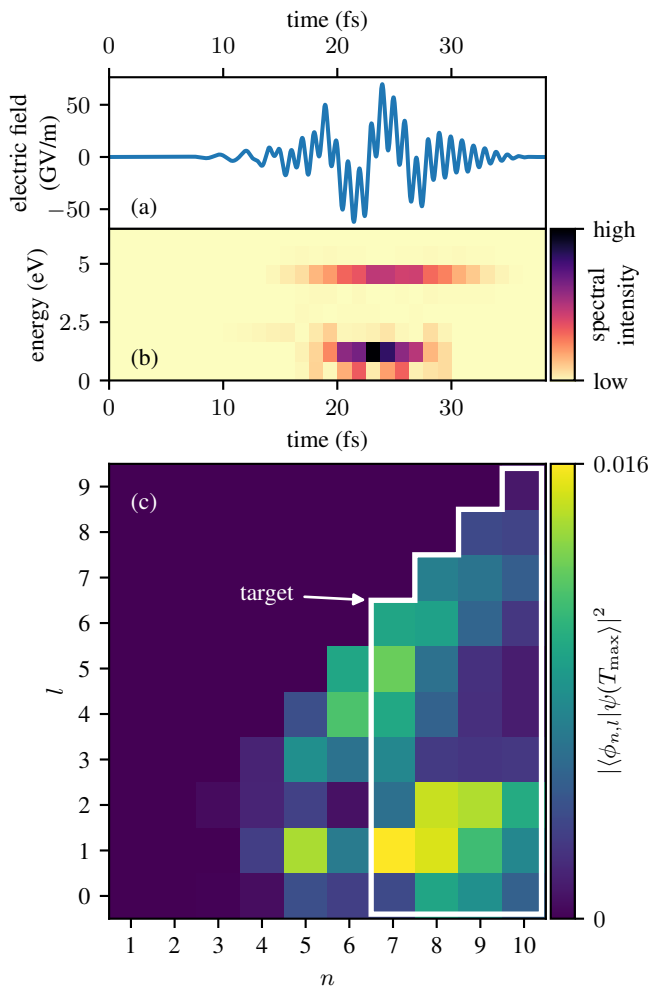 time (fs)
0 10 20 30
50
0
−50
electric field
(GV/m)
(a)
5
2.5
0
energy (eV)
(b)
high
low
spectral
intensity
0 10 20 30
time (fs)
9
8
7
6
5
4
3
2
1
0
l
(c)
target
0.016
0
|⟨ϕn,l|ψ(Tmax⟩|²
1 2 3 4 5 6 7 8 9 10
n